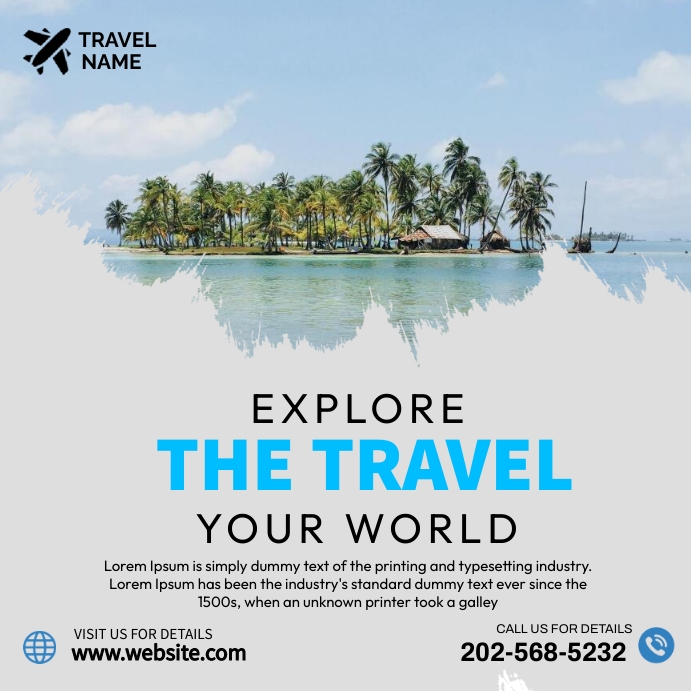 TRAVEL
NAME
EXPLORE
THE TRAVEL
YOUR WORLD
Lorem Ipsum is simply dummy text of the printing and typesetting industry.
Lorem Ipsum has been the industry's standard dummy text ever since the
1500s, when an unknown printer took a galley
VISIT US FOR DETAILS
www.website.com
CALL US FOR DETAILS
202-568-5232